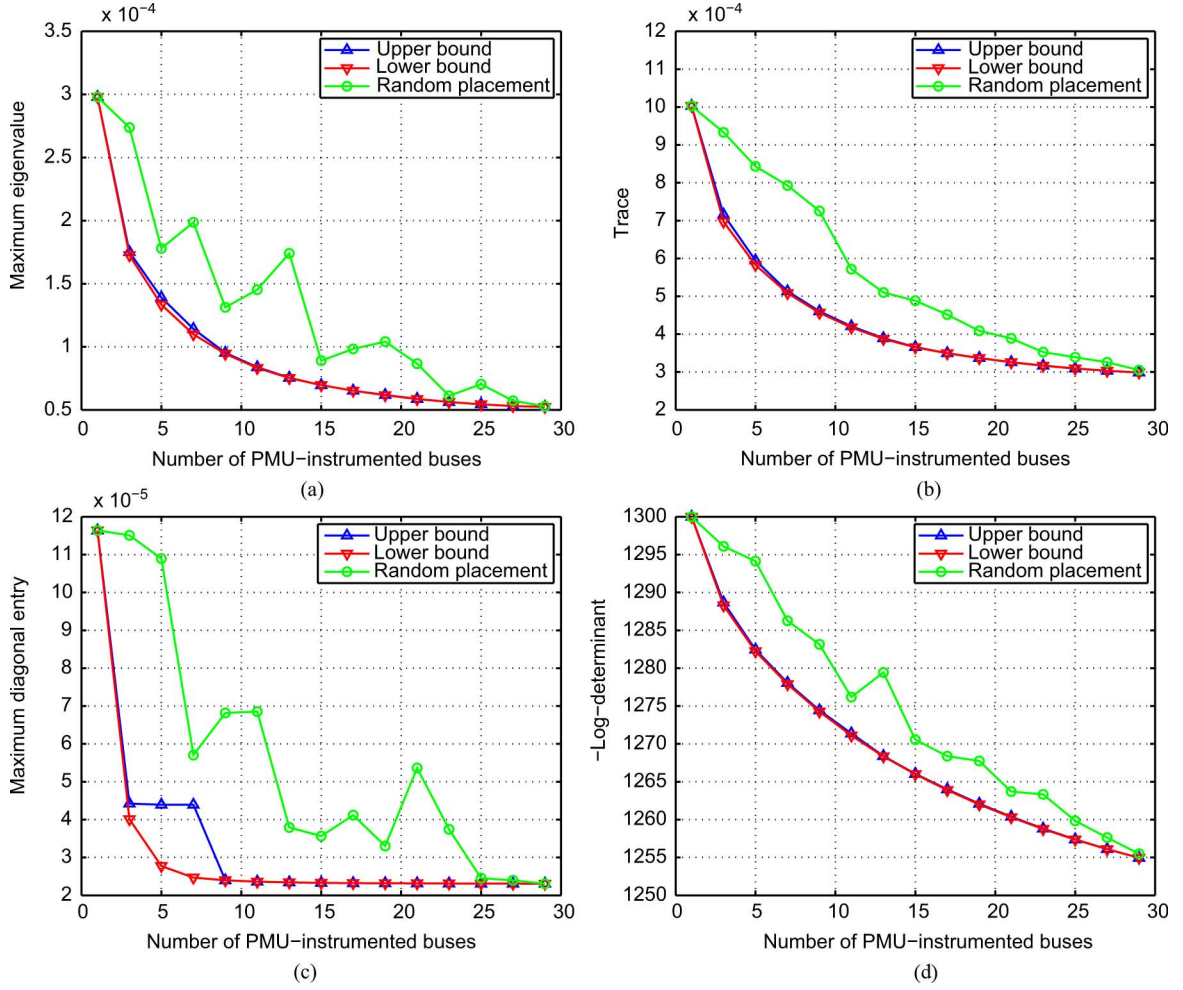 x 10−4
3.5
3
2.5
2
1.5
1
0.5
Maximum eigenvalue
Upper bound
Lower bound
Random placement
0 5 10 15 20 25 30
Number of PMU−instrumented buses
(a)
x 10−4
12
10
8
7
6
5
4
3
2
Trace
Upper bound
Lower bound
Random placement
0 5 10 15 20 25 30
Number of PMU−instrumented buses
(b)
x 10−5
12
11
10
9
8
7
6
5
4
3
2
Maximum diagonal entry
Upper bound
Lower bound
Random placement
0 5 10 15 20 25 30
Number of PMU−instrumented buses
(c)
1300
1295
1290
1285
1280
1275
1270
1265
1260
1255
1250
−Log−determinant
Upper bound
Lower bound
Random placement
0 5 10 15 20 25 30
Number of PMU−instrumented buses
(d)